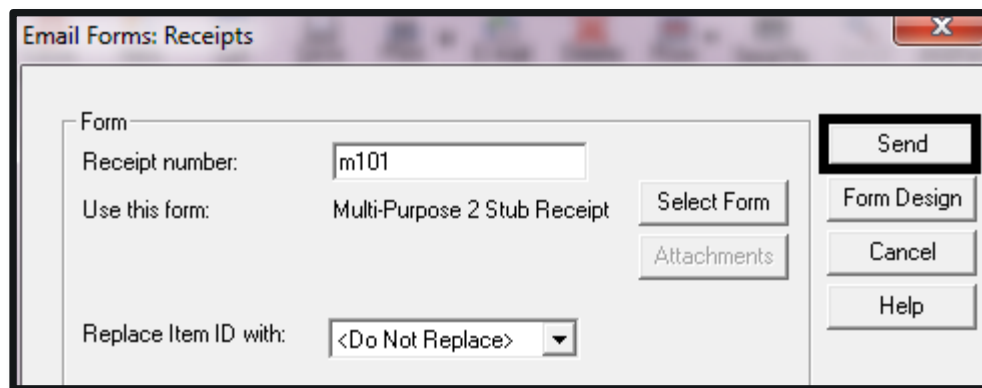 Email Forms: Receipts
X
Form
Receipt number: m101
Use this form: Multi-Purpose 2 Stub Receipt
Select Form
Attachments
Replace Item ID with: <Do Not Replace>
Send
Form Design
Cancel
Help